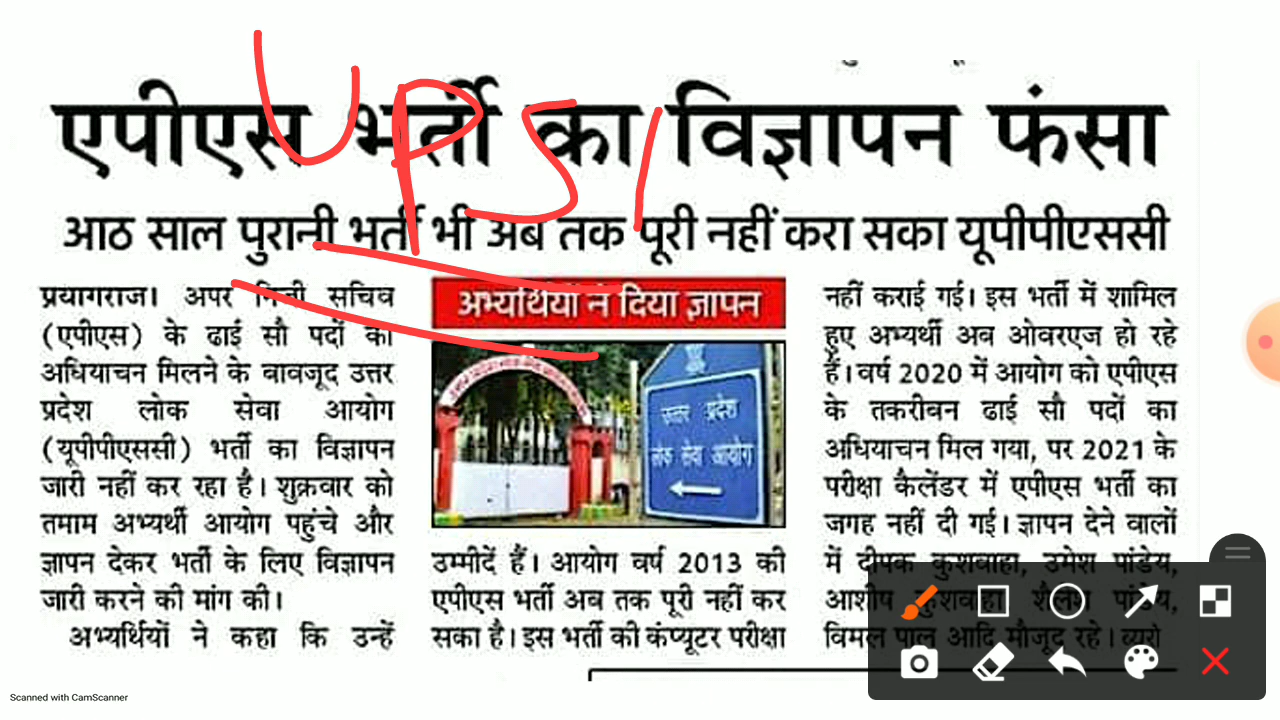 एपीएस भर्ती का विज्ञापन फंसा
आठ साल पुरानी भर्ती भी अब तक पूरी नहीं करा सका यूपीपीएससी
UPSI
प्रयागराज। अपर निजी सचिव
(एपीएस) के ढाई सौ पदों का
अधियाचन मिलने के बावजूद उत्तर
प्रदेश लोक सेवा आयोग
(यूपीपीएससी) भर्ती का विज्ञापन
जारी नहीं कर रहा है। शुक्रवार को
तमाम अभ्यर्थी आयोग पहुंचे और
ज्ञापन देकर भर्ती के लिए विज्ञापन
जारी करने की मांग की।
अभ्यर्थियों ने कहा कि उन्हें
अभ्यर्थियों ने दिया ज्ञापन
उत्तर प्रदेश
लोक सेवा आयोग
उम्मीदें हैं। आयोग वर्ष 2013 की
एपीएस भर्ती अब तक पूरी नहीं कर
सका है। इस भर्ती की कंप्यूटर परीक्षा
नहीं कराई गई। इस भर्ती में शामिल
हुए अभ्यर्थी अब ओवरएज हो रहे
हैं। वर्ष 2020 में आयोग को एपीएस
के तकरीबन ढाई सौ पदों का
अधियाचन मिल गया, पर 2021 के
परीक्षा कैलेंडर में एपीएस भर्ती का
जगह नहीं दी गई। ज्ञापन देने वालों
में दीपक कुशवाहा, उमेश पांडेय,
आशीष कुशवाहा, शैलेश पांडेय,
विमल पाल आदि मौजूद रहे। ब्यूरो
Scanned with CamScanner